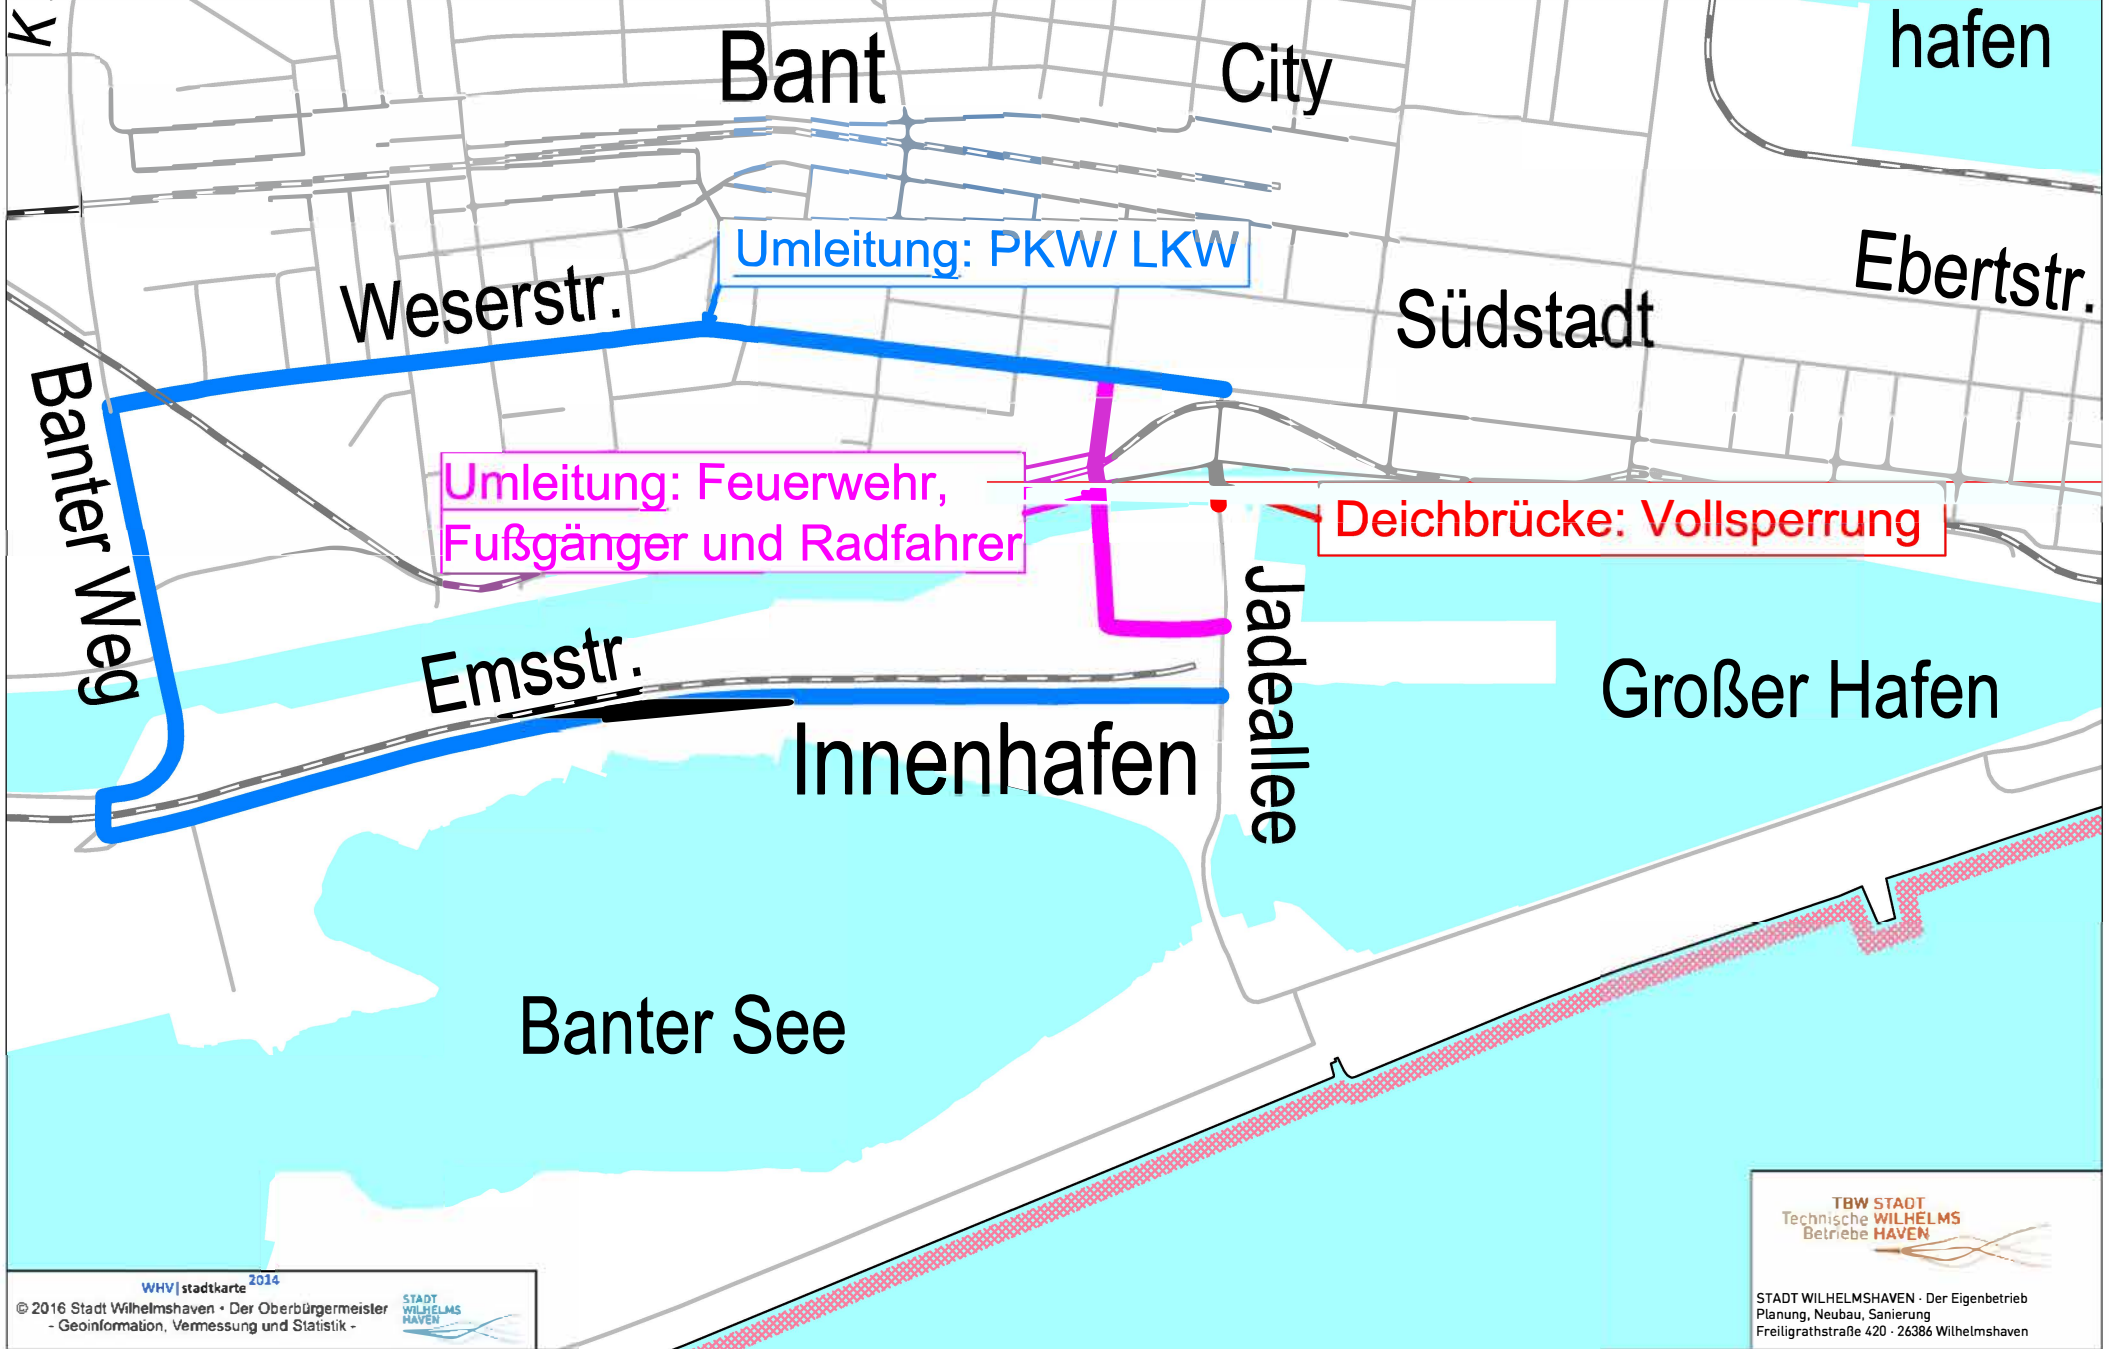 k
hafen
Bant
City
Umleitung: PKW/ LKW
Ebertstr.
Weserstr.
Südstadt
Banter Weg
Umleitung: Feuerwehr,
Fußgänger und Radfahrer
Deichbrücke: Vollsperrung
Jadeallee
Emsstr.
Großer Hafen
Innenhafen
Banter See
WHV|stadtkarte 2014
© 2016 Stadt Wilhelmshaven • Der Oberbürgermeister
- Geoinformation, Vermessung und Statistik -
STADT
WILHELMS
HAVEN
TBW STADT
Technische WILHELMS
Betriebe HAVEN
STADT WILHELMSHAVEN · Der Eigenbetrieb
Planung, Neubau, Sanierung
Freiligrathstraße 420 · 26386 Wilhelmshaven